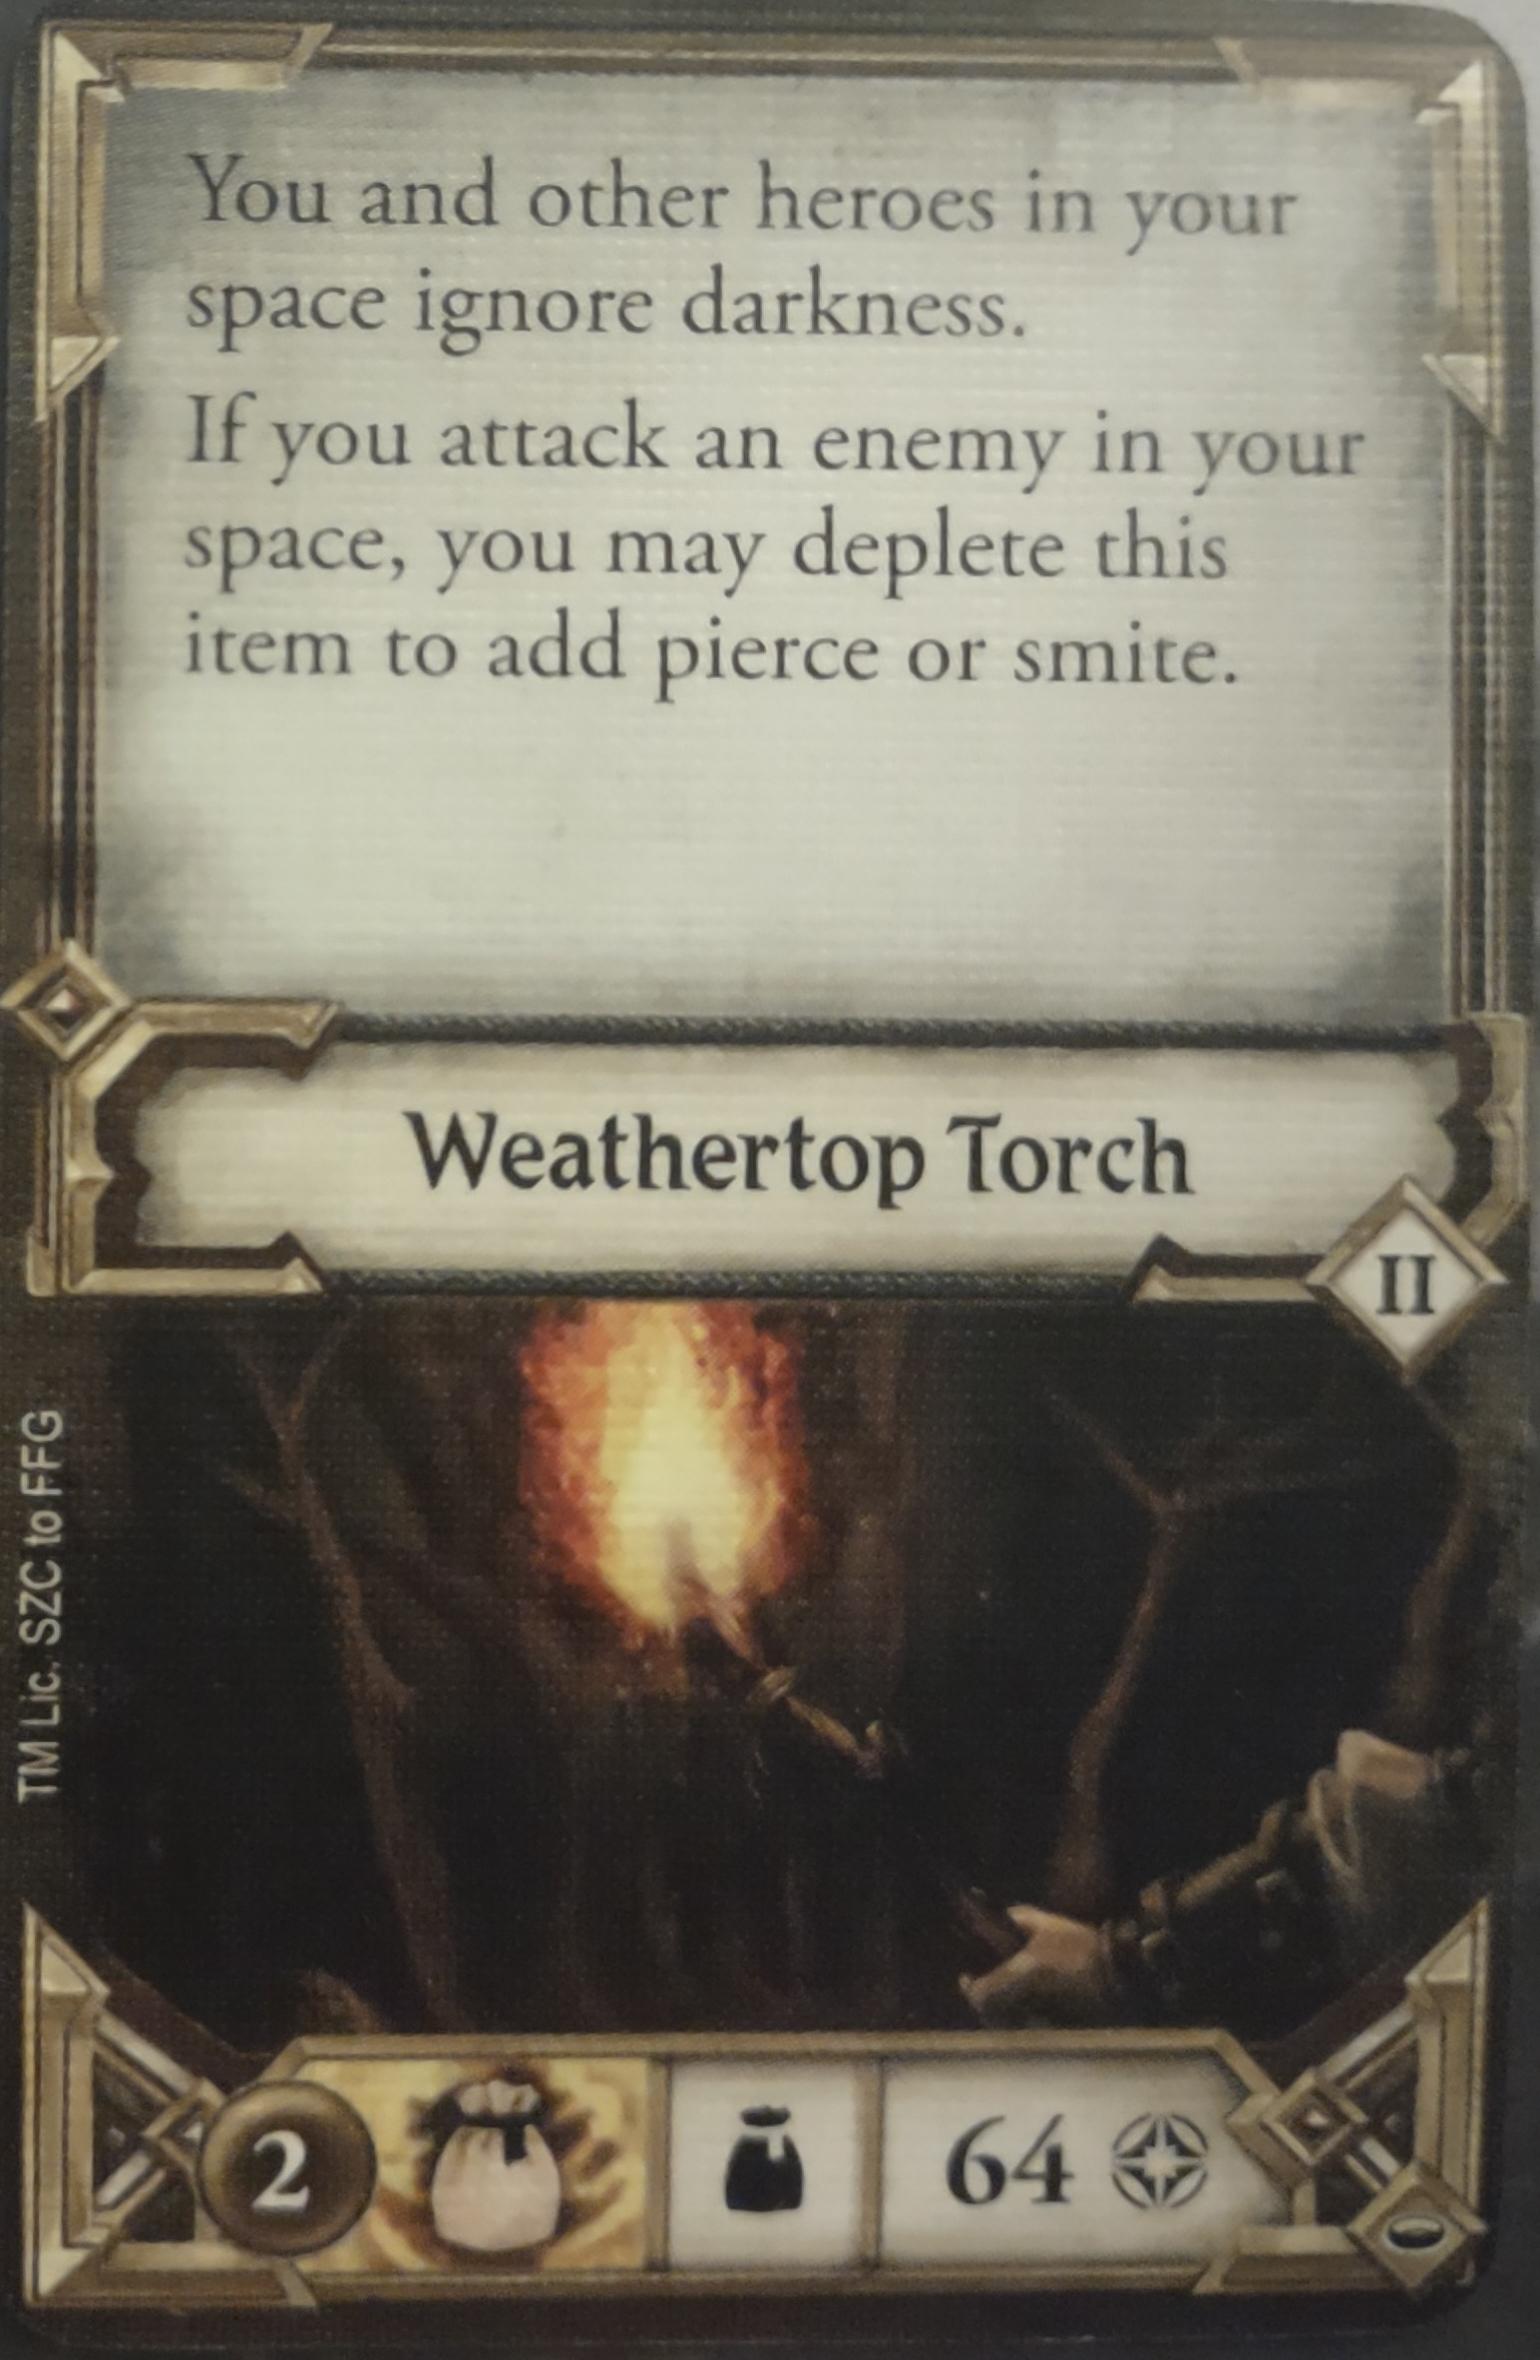 You and other heroes in your
space ignore darkness.
If you attack an enemy in your
space, you may deplete this
item to add pierce or smite.
Weathertop Torch
II
TM Lic. SZC to FFG
2
64